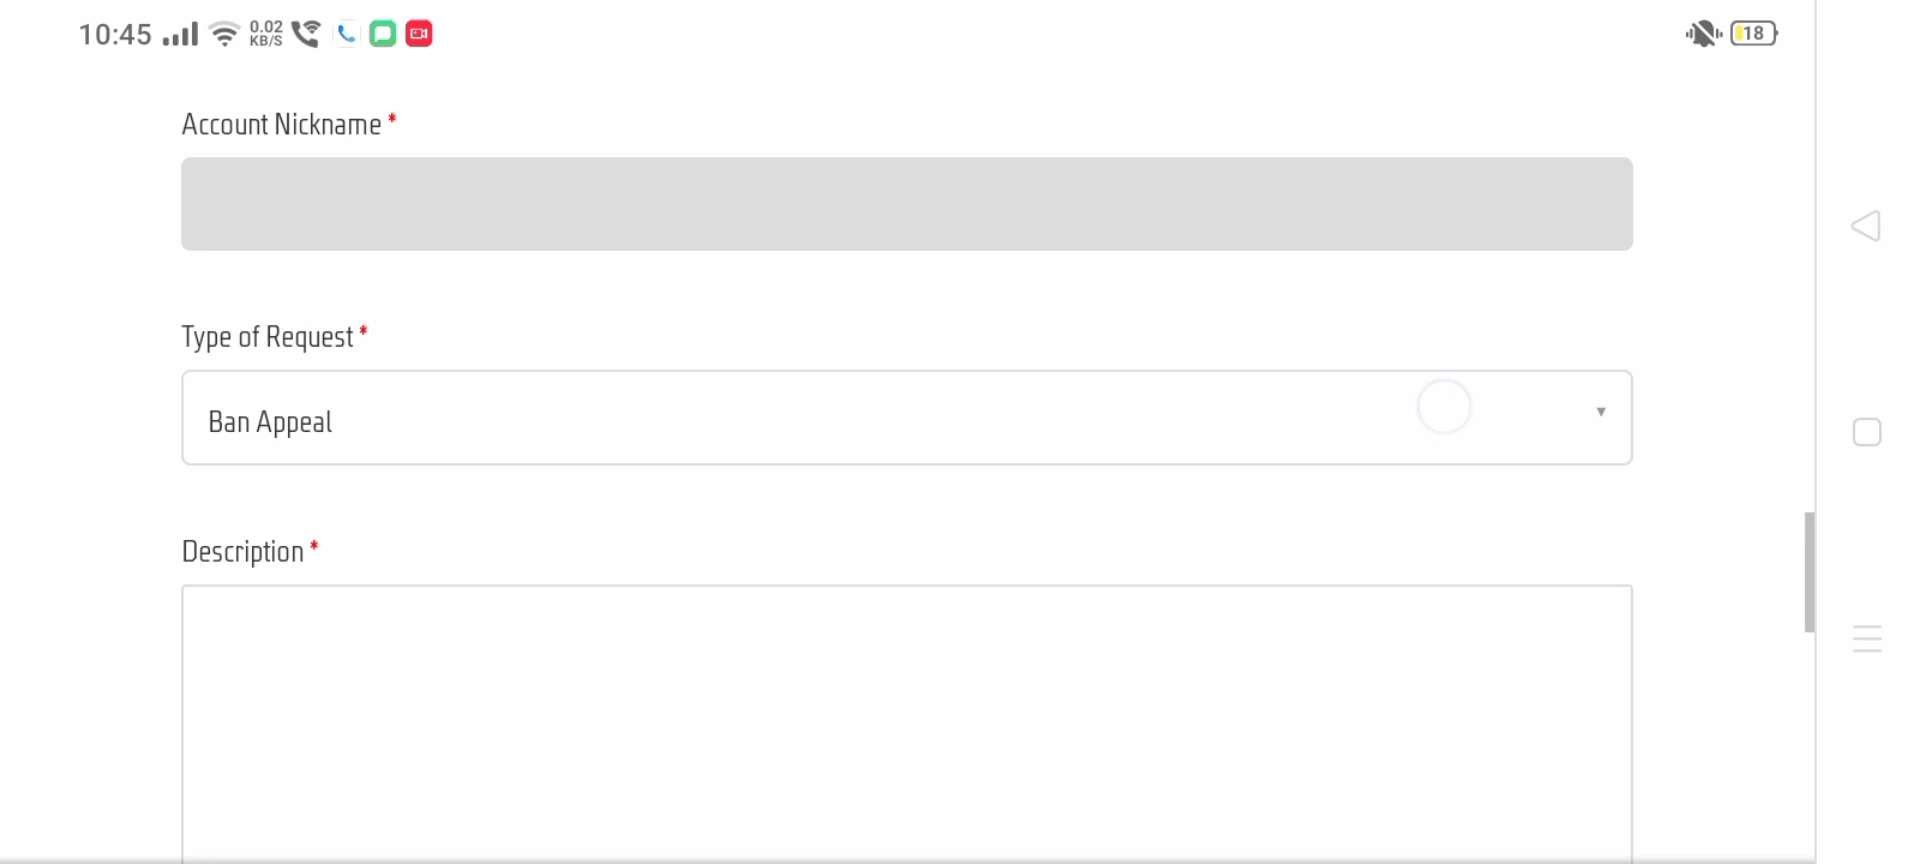 10:45 0.02 KB/S 18
Account Nickname *
Type of Request *
Ban Appeal
Description *